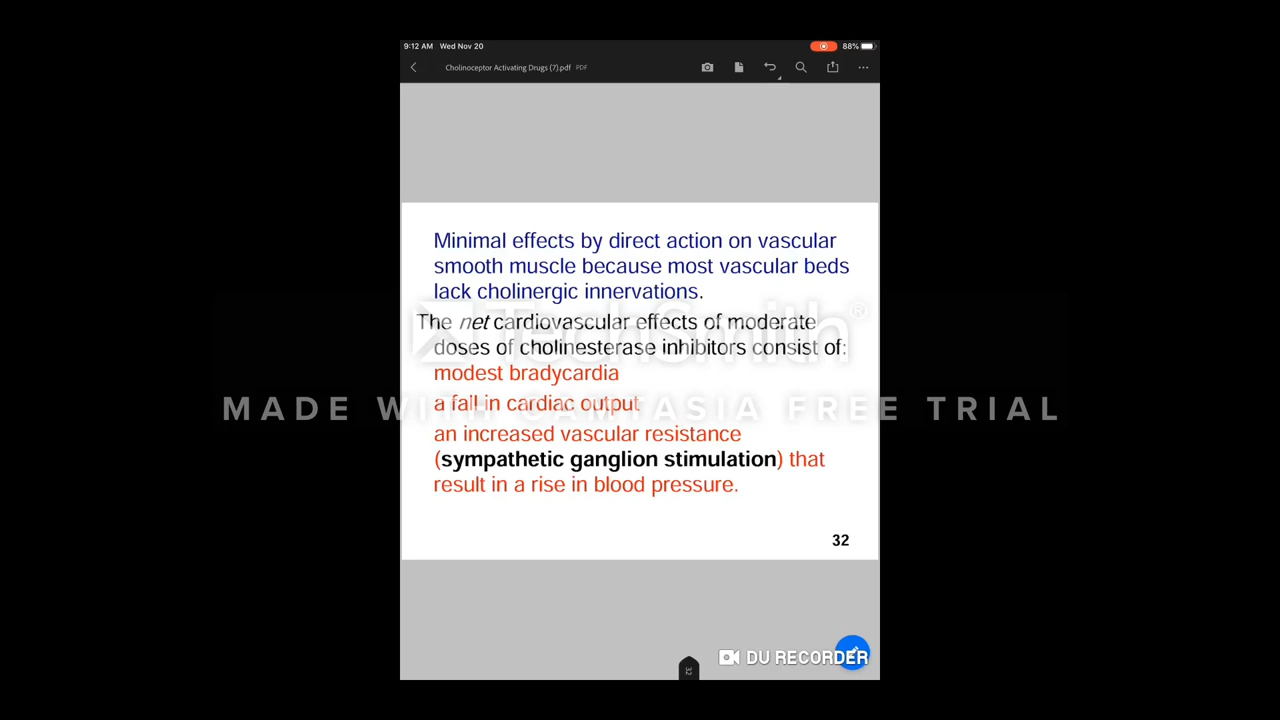 9:12 AM Wed Nov 20
88%
Cholinoceptor Activating Drugs (7).pdf PDF
Minimal effects by direct action on vascular
smooth muscle because most vascular beds
lack cholinergic innervations.
The net cardiovascular effects of moderate
doses of cholinesterase inhibitors consist of:
modest bradycardia
a fall in cardiac output
an increased vascular resistance
(sympathetic ganglion stimulation) that
result in a rise in blood pressure.
32
TechSmith®
MADE WITH CAMTASIA FREE TRIAL
DU RECORDER
32